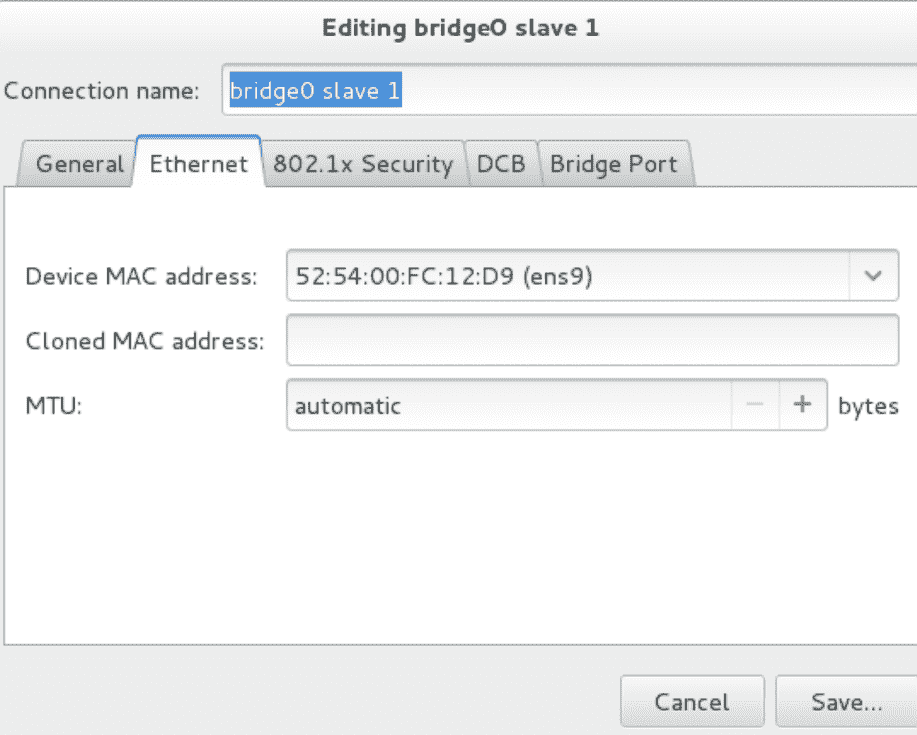 Editing bridge0 slave 1
Connection name: bridge0 slave 1
General Ethernet 802.1x Security DCB Bridge Port
Device MAC address: 52:54:00:FC:12:D9 (ens9)
Cloned MAC address:
MTU: automatic − + bytes
Cancel Save...